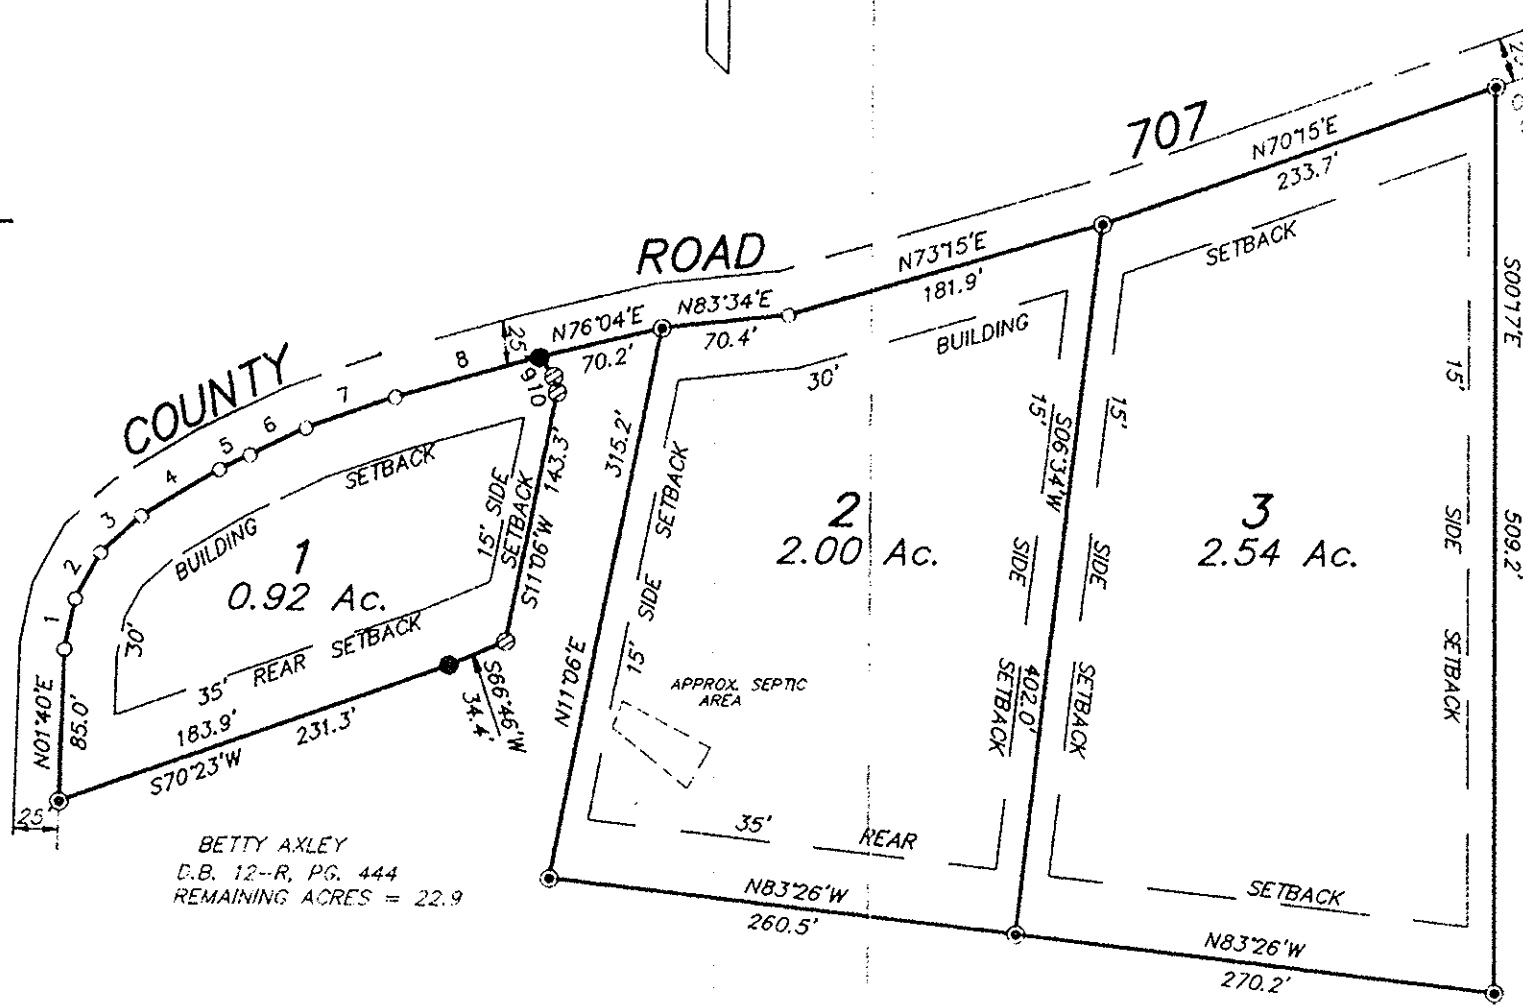 COUNTY ROAD 707
25'
N70°15'E
233.7'
N73°15'E
181.9'
N83°34'E
70.4'
N76°04'E
70.2'
25'
8
7
6
5
4
3
2
1
9
10
N01°40'E
85.0'
25'
BUILDING SETBACK
30'
15' SIDE
SETBACK
1
0.92 Ac.
35' REAR SETBACK
183.9'
231.3'
S70°23'W
S66°46'W
34.4'
S11°06'W
143.3'
315.2'
N11°06'E
15' SIDE SETBACK
30'
BUILDING SETBACK
2
2.00 Ac.
APPROX. SEPTIC
AREA
35' REAR SETBACK
15' SIDE SETBACK
S06°34'W
402.0'
15' SIDE SETBACK
3
2.54 Ac.
15' SIDE SETBACK
S00°17'E
509.2'
N83°26'W
260.5'
N83°26'W
270.2'
BETTY AXLEY
D.B. 12--R, PG. 444
REMAINING ACRES = 22.9